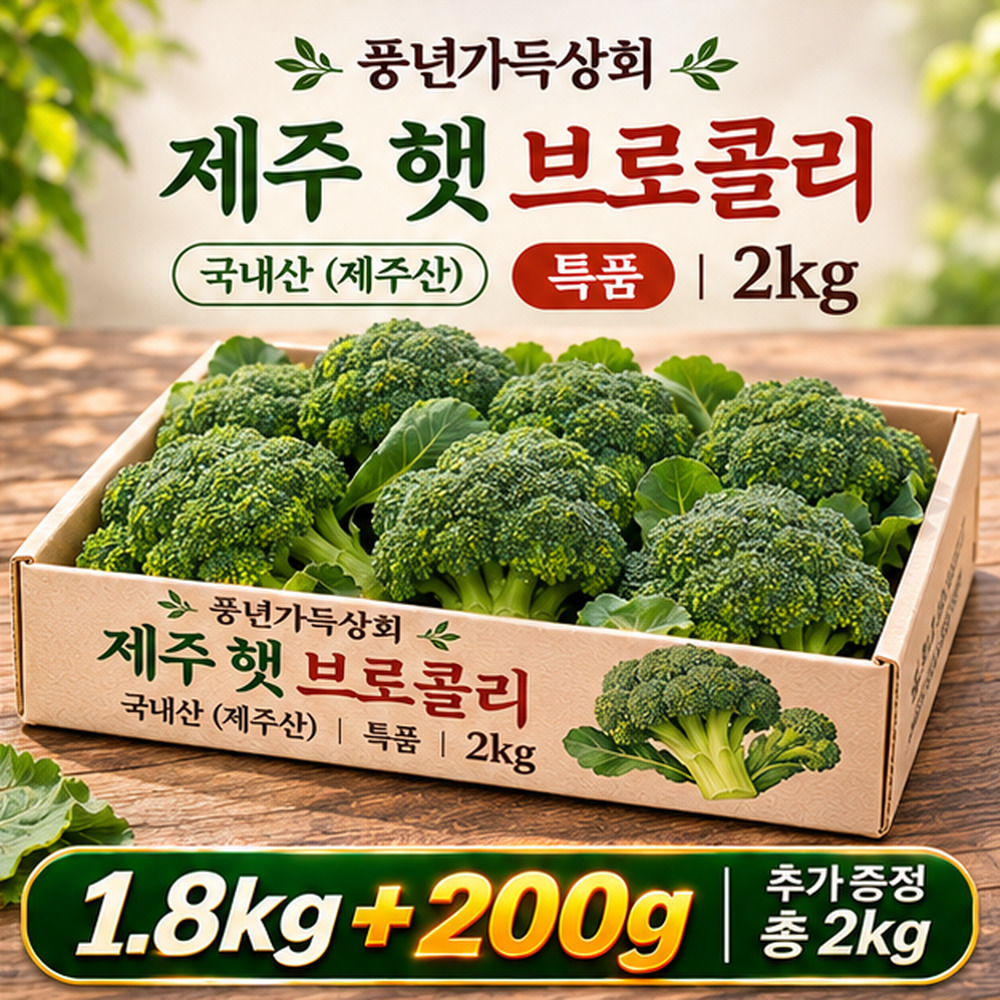 풍년가득상회
제주 햇 브로콜리
국내산 (제주산) 특품 | 2kg
풍년가득상회
제주 햇 브로콜리
국내산 (제주산) | 특품 | 2kg
1.8kg + 200g | 추가 증정
총 2kg